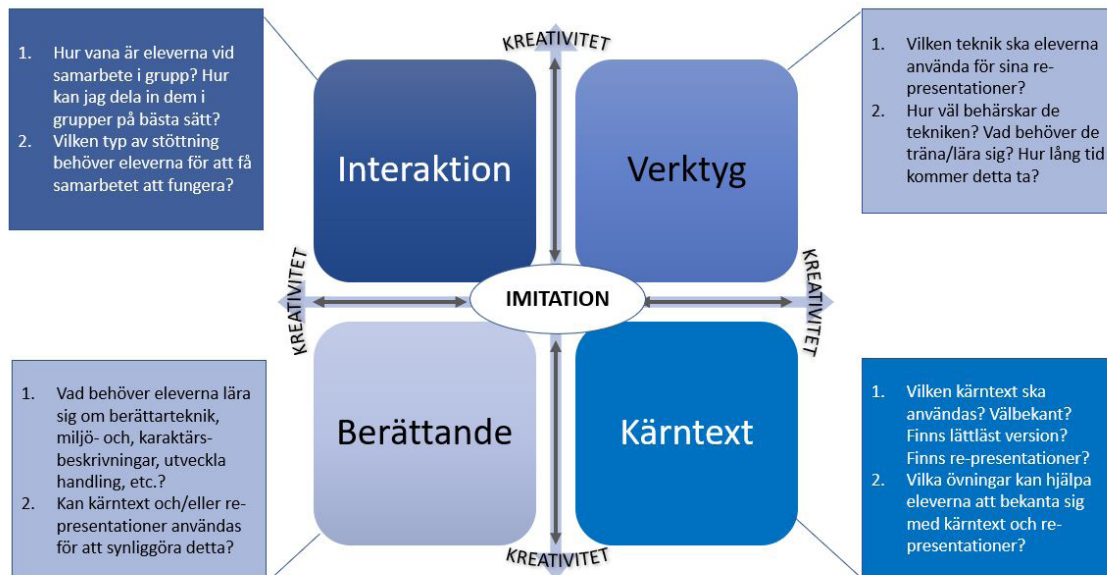 KREATIVITET
1. Hur vana är eleverna vid
samarbete i grupp? Hur
kan jag dela in dem i
grupper på bästa sätt?
2. Vilken typ av stöttning
behöver eleverna för att få
samarbetet att fungera?
Interaktion
Verktyg
1. Vilken teknik ska eleverna
använda för sina re-
presentationer?
2. Hur väl behärskar de
tekniken? Vad behöver de
träna/lära sig? Hur lång tid
kommer detta ta?
KREATIVITET
IMITATION
KREATIVITET
1. Vad behöver eleverna lära
sig om berättarteknik,
miljö- och, karaktärs-
beskrivningar, utveckla
handling, etc.?
2. Kan kärntext och/eller re-
presentationer användas
för att synliggöra detta?
Berättande
Kärntext
1. Vilken kärntext ska
användas? Välbekant?
Finns lättläst version?
Finns re-presentationer?
2. Vilka övningar kan hjälpa
eleverna att bekanta sig
med kärntext och re-
presentationer?
KREATIVITET